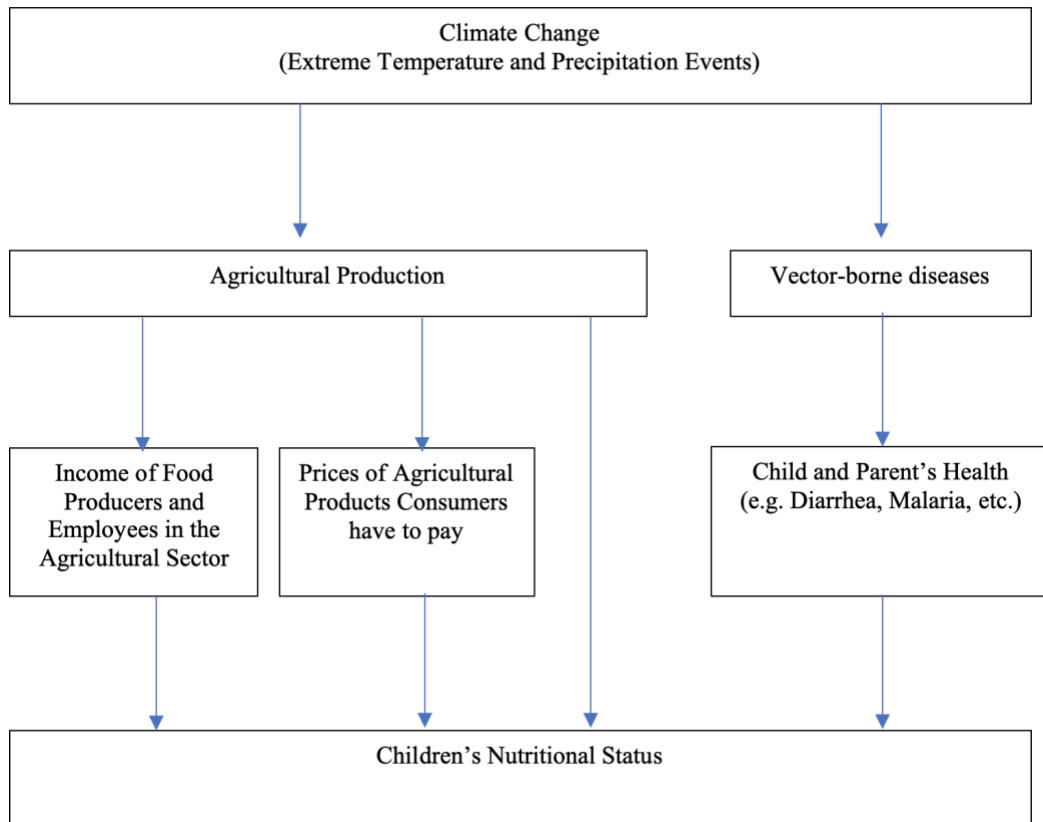 Climate Change
(Extreme Temperature and Precipitation Events)
Agricultural Production
Vector-borne diseases
Income of Food
Producers and
Employees in the
Agricultural Sector
Prices of Agricultural
Products Consumers
have to pay
Child and Parent’s Health
(e.g. Diarrhea, Malaria, etc.)
Children’s Nutritional Status